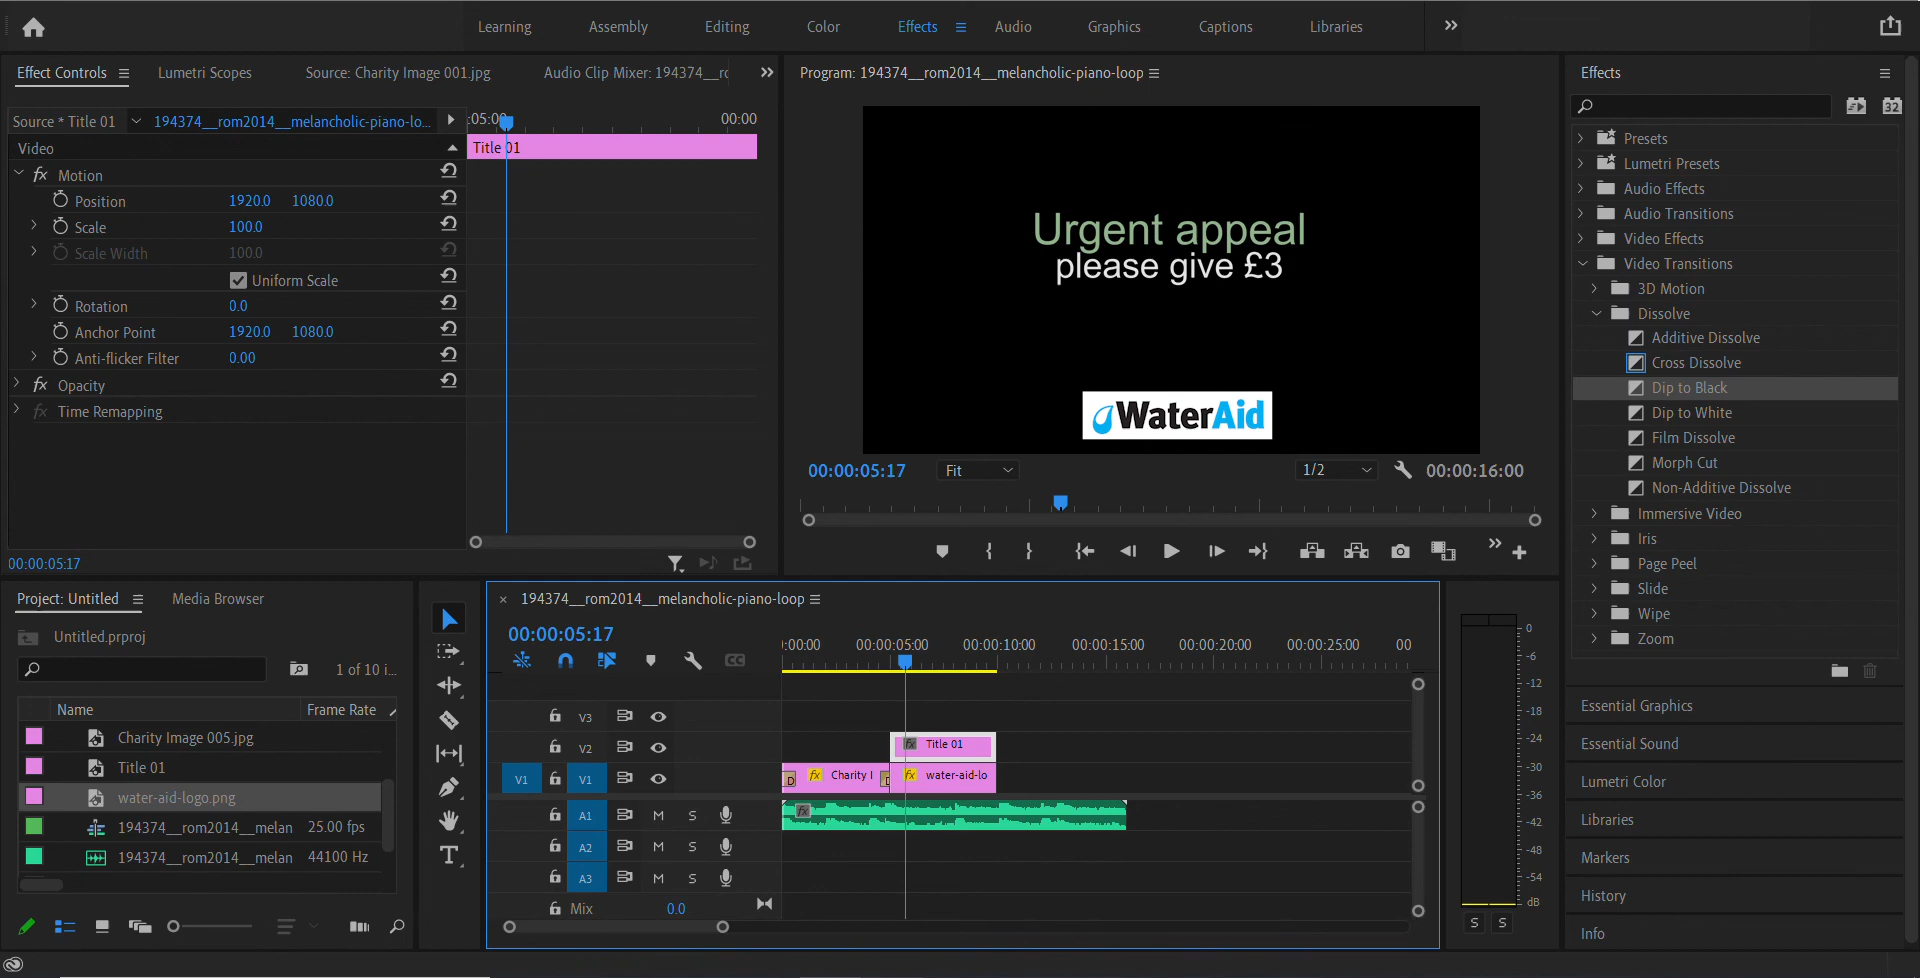 Learning Assembly Editing Color Effects Audio Graphics Captions Libraries
Effect Controls Lumetri Scopes Source: Charity Image 001.jpg Audio Clip Mixer: 194374__ro
Source * Title 01 194374__rom2014__melancholic-piano-lo...
:05:00 00:00
Video
Title 01
fx Motion
Position 1920.0 1080.0
Scale 100.0
Scale Width 100.0
Uniform Scale
Rotation 0.0
Anchor Point 1920.0 1080.0
Anti-flicker Filter 0.00
fx Opacity
fx Time Remapping
00:00:05:17
Program: 194374__rom2014__melancholic-piano-loop
Urgent appeal
please give £3
WaterAid
00:00:05:17 Fit 1/2 00:00:16:00
Effects
32
Presets
Lumetri Presets
Audio Effects
Audio Transitions
Video Effects
Video Transitions
3D Motion
Dissolve
Additive Dissolve
Cross Dissolve
Dip to Black
Dip to White
Film Dissolve
Morph Cut
Non-Additive Dissolve
Immersive Video
Iris
Page Peel
Slide
Wipe
Zoom
Essential Graphics
Essential Sound
Lumetri Color
Libraries
Markers
History
Info
Project: Untitled Media Browser
Untitled.prproj
1 of 10 i...
Name Frame Rate
Charity Image 005.jpg
Title 01
water-aid-logo.png
194374__rom2014__melan 25.00 fps
194374__rom2014__melan 44100 Hz
194374__rom2014__melancholic-piano-loop
00:00:05:17
:00:00 00:00:05:00 00:00:10:00 00:00:15:00 00:00:20:00 00:00:25:00 00
CC
V3
V2 fx Title 01
V1 V1 D fx Charity I D fx water-aid-lo
A1 M S fx
A2 M S
A3 M S
Mix 0.0
0
-6
-12
-18
-24
-30
-36
-42
-48
-54
dB
S S